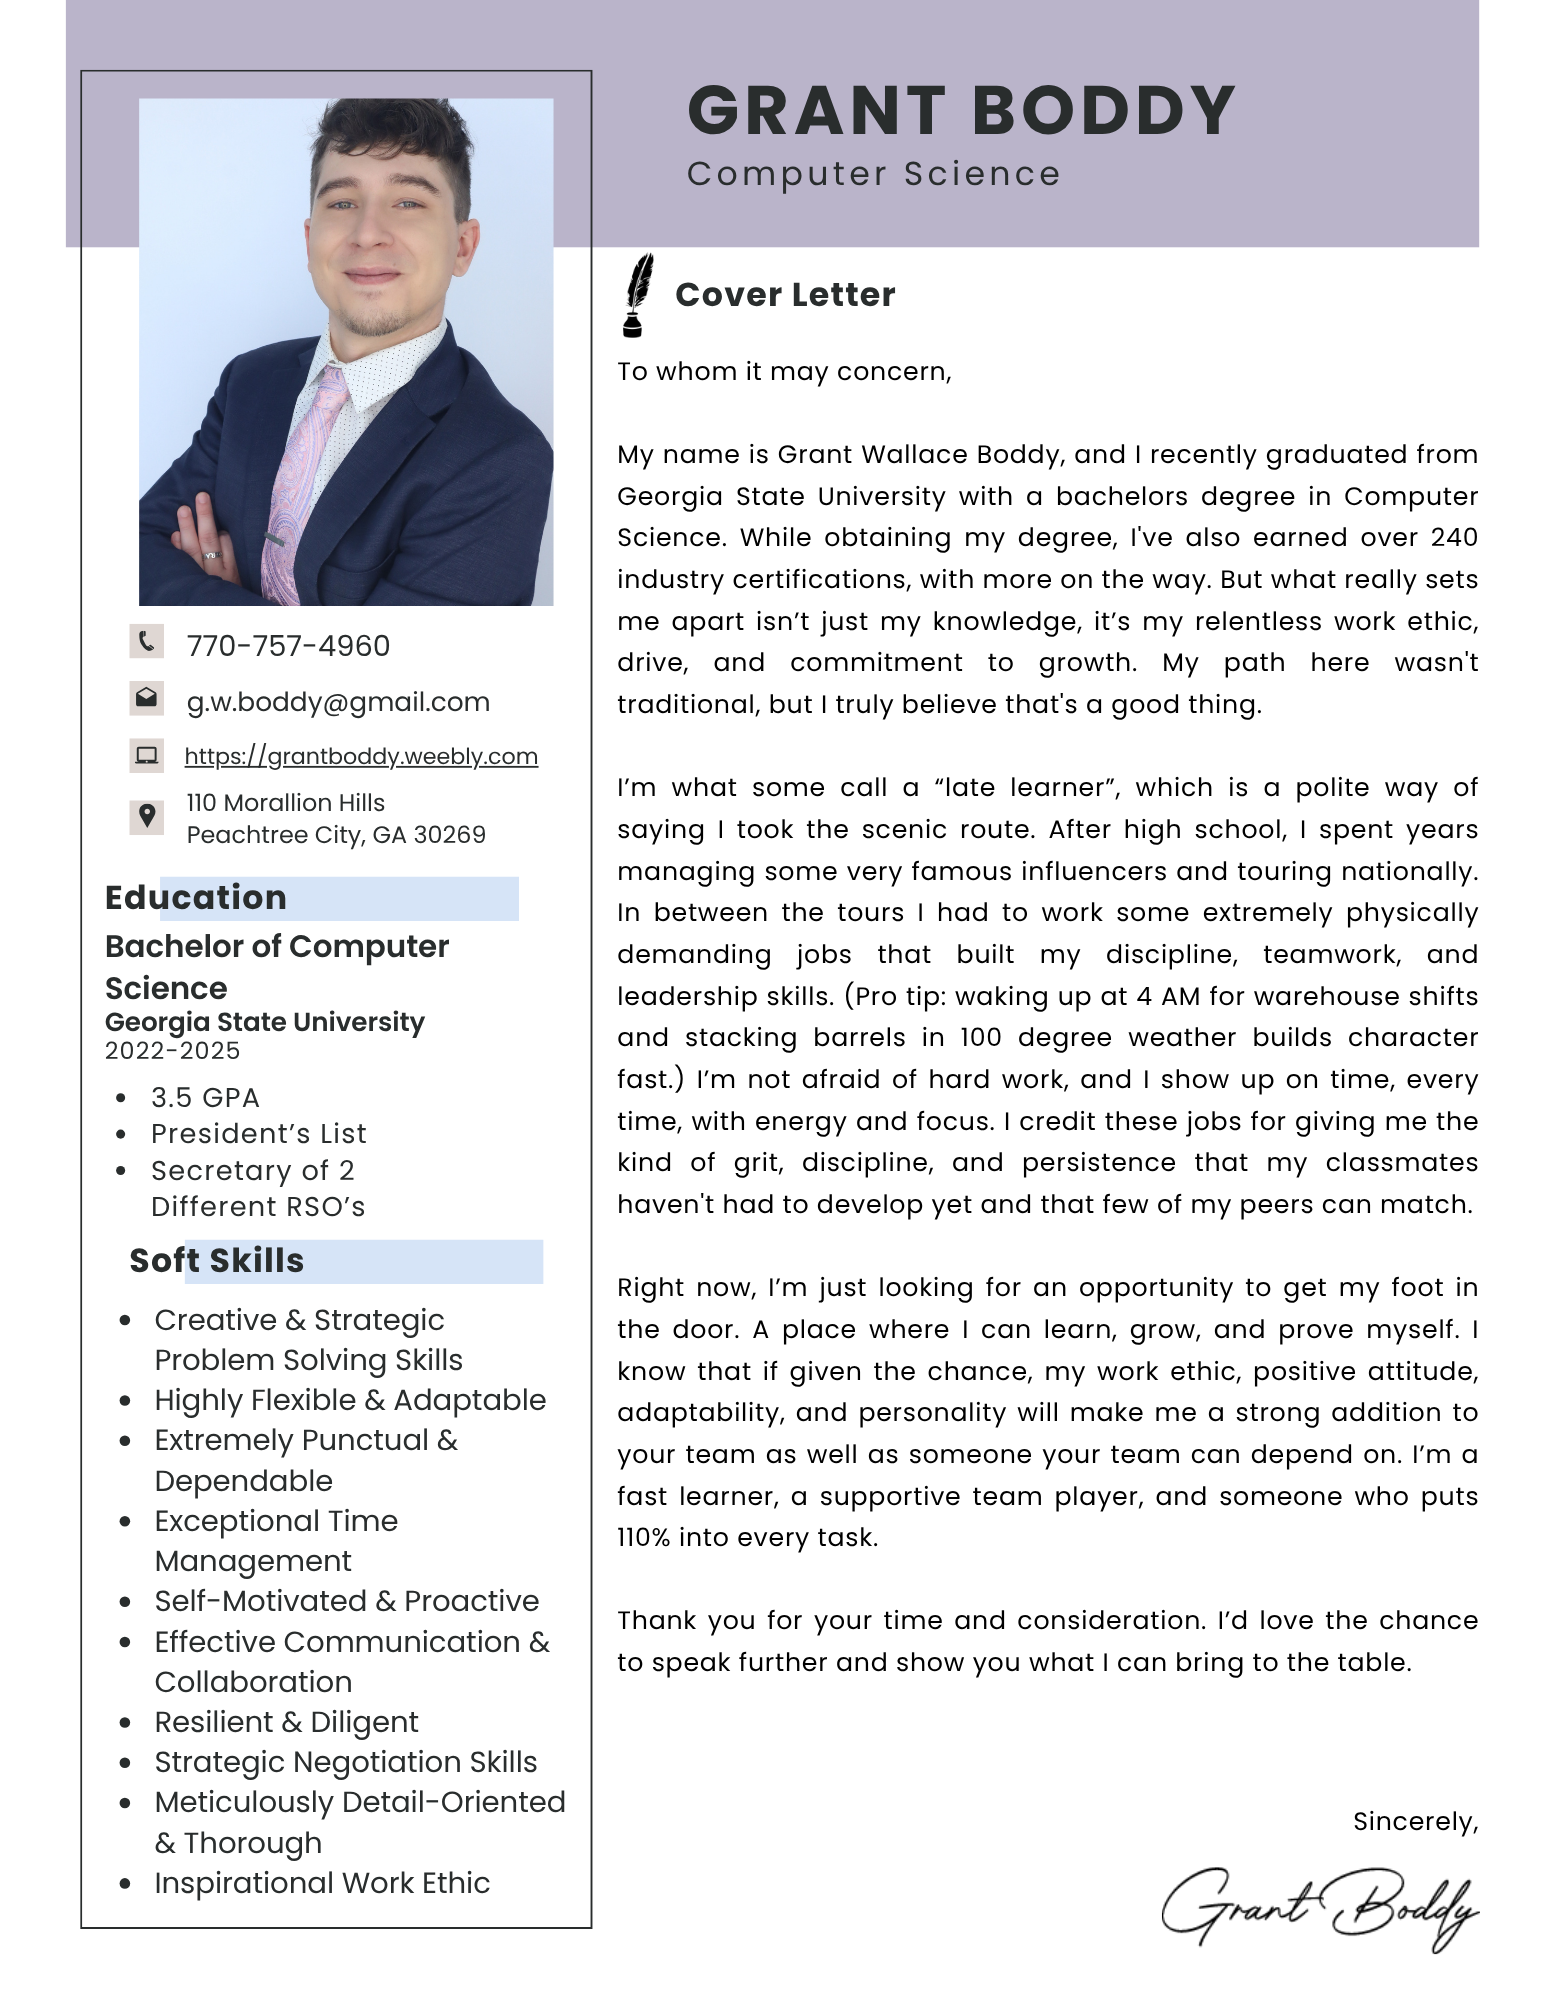 GRANT BODDY
Computer Science
770-757-4960
g.w.boddy@gmail.com
https://grantboddy.weebly.com
110 Morallion Hills
Peachtree City, GA 30269
Education
Bachelor of Computer
Science
Georgia State University
2022-2025
• 3.5 GPA
• President’s List
• Secretary of 2
Different RSO’s
Soft Skills
• Creative & Strategic
Problem Solving Skills
• Highly Flexible & Adaptable
• Extremely Punctual &
Dependable
• Exceptional Time
Management
• Self-Motivated & Proactive
• Effective Communication &
Collaboration
• Resilient & Diligent
• Strategic Negotiation Skills
• Meticulously Detail-Oriented
& Thorough
• Inspirational Work Ethic
Cover Letter
To whom it may concern,
My name is Grant Wallace Boddy, and I recently graduated from
Georgia State University with a bachelors degree in Computer
Science. While obtaining my degree, I've also earned over 240
industry certifications, with more on the way. But what really sets
me apart isn’t just my knowledge, it’s my relentless work ethic,
drive, and commitment to growth. My path here wasn't
traditional, but I truly believe that's a good thing.
I’m what some call a “late learner”, which is a polite way of
saying I took the scenic route. After high school, I spent years
managing some very famous influencers and touring nationally.
In between the tours I had to work some extremely physically
demanding jobs that built my discipline, teamwork, and
leadership skills. (Pro tip: waking up at 4 AM for warehouse shifts
and stacking barrels in 100 degree weather builds character
fast.) I’m not afraid of hard work, and I show up on time, every
time, with energy and focus. I credit these jobs for giving me the
kind of grit, discipline, and persistence that my classmates
haven't had to develop yet and that few of my peers can match.
Right now, I’m just looking for an opportunity to get my foot in
the door. A place where I can learn, grow, and prove myself. I
know that if given the chance, my work ethic, positive attitude,
adaptability, and personality will make me a strong addition to
your team as well as someone your team can depend on. I’m a
fast learner, a supportive team player, and someone who puts
110% into every task.
Thank you for your time and consideration. I’d love the chance
to speak further and show you what I can bring to the table.
Sincerely,
Grant Boddy